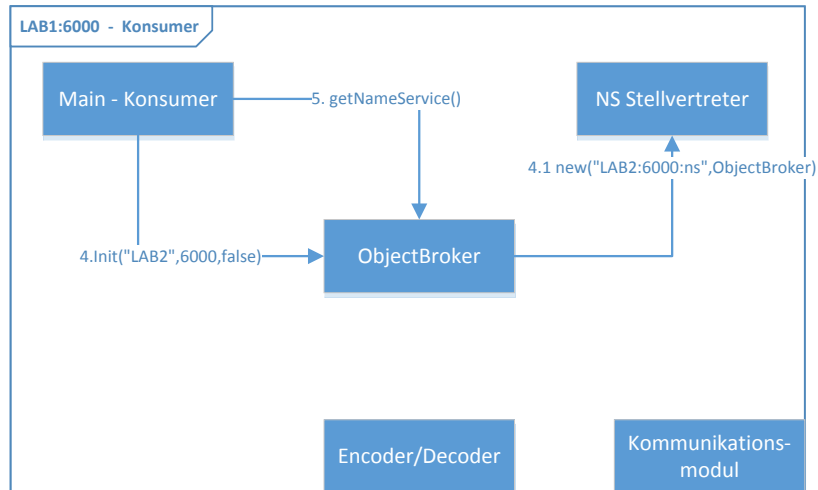 LAB1:6000 - Konsumer
Main - Konsumer
5. getNameService()
NS Stellvertreter
4.1 new("LAB2:6000:ns",ObjectBroker)
4.Init("LAB2",6000,false)
ObjectBroker
Encoder/Decoder
Kommunikations-
modul